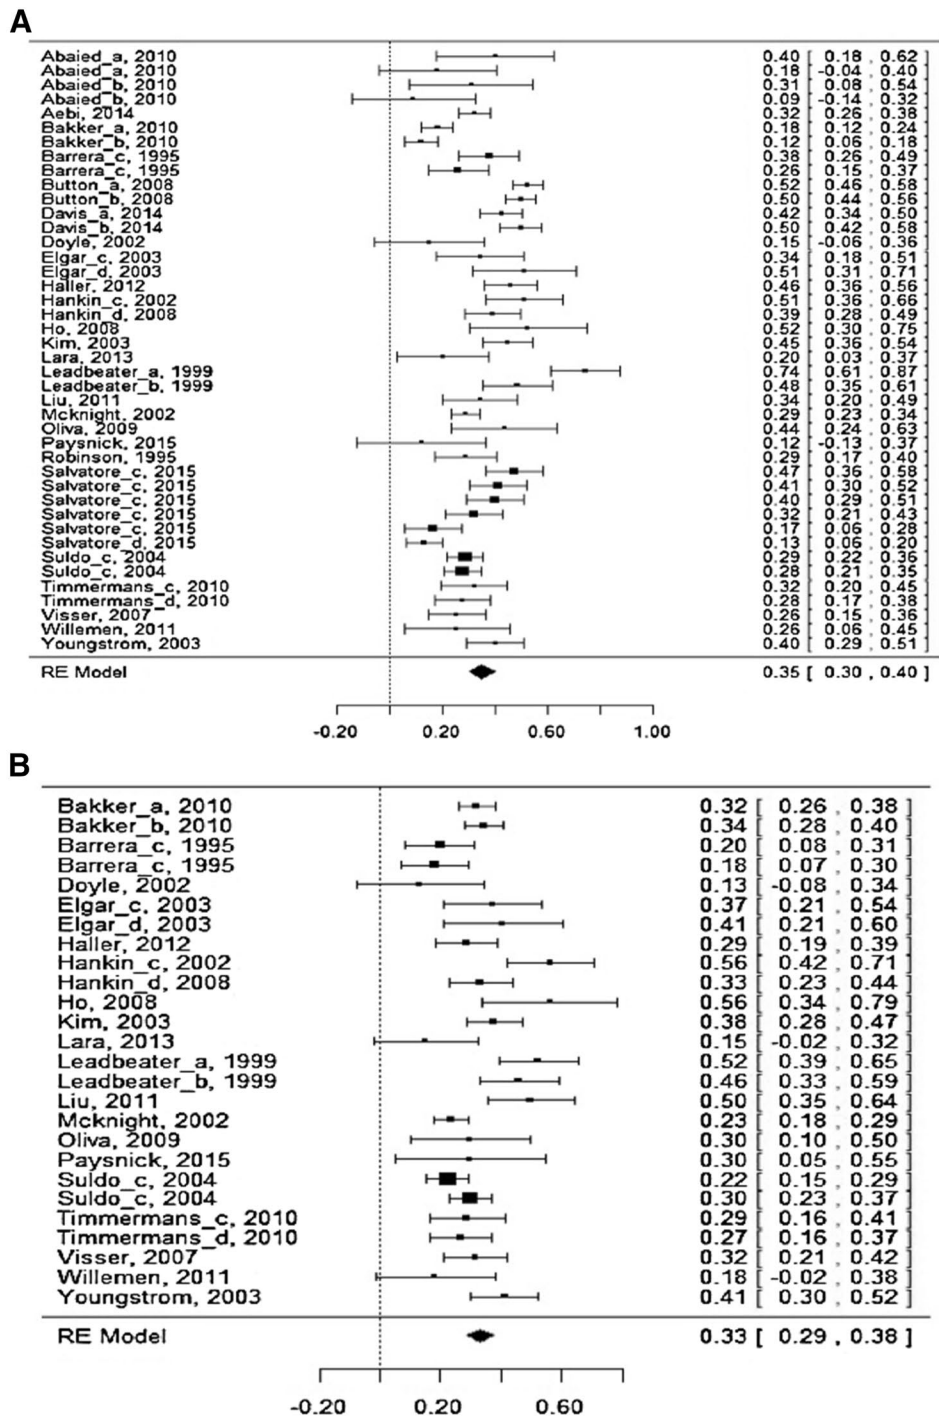 A
Abaied_a, 2010 0.40 [ 0.18 , 0.62 ]
Abaied_a, 2010 0.18 [ -0.04 , 0.40 ]
Abaied_b, 2010 0.31 [ 0.08 , 0.54 ]
Abaied_b, 2010 0.09 [ -0.14 , 0.32 ]
Aebi, 2014 0.32 [ 0.26 , 0.38 ]
Bakker_a, 2010 0.18 [ 0.12 , 0.24 ]
Bakker_b, 2010 0.12 [ 0.06 , 0.18 ]
Barrera_c, 1995 0.38 [ 0.26 , 0.49 ]
Barrera_c, 1995 0.26 [ 0.15 , 0.37 ]
Button_a, 2008 0.52 [ 0.46 , 0.58 ]
Button_b, 2008 0.50 [ 0.44 , 0.56 ]
Davis_a, 2014 0.42 [ 0.34 , 0.50 ]
Davis_b, 2014 0.50 [ 0.42 , 0.58 ]
Doyle, 2002 0.15 [ -0.06 , 0.36 ]
Elgar_c, 2003 0.34 [ 0.18 , 0.51 ]
Elgar_d, 2003 0.51 [ 0.31 , 0.71 ]
Haller, 2012 0.46 [ 0.36 , 0.56 ]
Hankin_c, 2002 0.51 [ 0.36 , 0.66 ]
Hankin_d, 2008 0.39 [ 0.28 , 0.49 ]
Ho, 2008 0.52 [ 0.30 , 0.75 ]
Kim, 2003 0.45 [ 0.36 , 0.54 ]
Lara, 2013 0.20 [ 0.03 , 0.37 ]
Leadbeater_a, 1999 0.74 [ 0.61 , 0.87 ]
Leadbeater_b, 1999 0.48 [ 0.35 , 0.61 ]
Liu, 2011 0.34 [ 0.20 , 0.49 ]
Mcknight, 2002 0.29 [ 0.23 , 0.34 ]
Oliva, 2009 0.44 [ 0.24 , 0.63 ]
Paysnick, 2015 0.12 [ -0.13 , 0.37 ]
Robinson, 1995 0.29 [ 0.17 , 0.40 ]
Salvatore_c, 2015 0.47 [ 0.36 , 0.58 ]
Salvatore_c, 2015 0.41 [ 0.30 , 0.52 ]
Salvatore_c, 2015 0.40 [ 0.29 , 0.51 ]
Salvatore_c, 2015 0.32 [ 0.21 , 0.43 ]
Salvatore_c, 2015 0.17 [ 0.06 , 0.28 ]
Salvatore_d, 2015 0.13 [ 0.06 , 0.20 ]
Suldo_c, 2004 0.29 [ 0.22 , 0.36 ]
Suldo_c, 2004 0.28 [ 0.21 , 0.35 ]
Timmermans_c, 2010 0.32 [ 0.20 , 0.45 ]
Timmermans_d, 2010 0.28 [ 0.17 , 0.38 ]
Visser, 2007 0.26 [ 0.15 , 0.36 ]
Willemen, 2011 0.26 [ 0.06 , 0.45 ]
Youngstrom, 2003 0.40 [ 0.29 , 0.51 ]
RE Model 0.35 [ 0.30 , 0.40 ]
-0.20 0.20 0.60 1.00
B
Bakker_a, 2010 0.32 [ 0.26 , 0.38 ]
Bakker_b, 2010 0.34 [ 0.28 , 0.40 ]
Barrera_c, 1995 0.20 [ 0.08 , 0.31 ]
Barrera_c, 1995 0.18 [ 0.07 , 0.30 ]
Doyle, 2002 0.13 [ -0.08 , 0.34 ]
Elgar_c, 2003 0.37 [ 0.21 , 0.54 ]
Elgar_d, 2003 0.41 [ 0.21 , 0.60 ]
Haller, 2012 0.29 [ 0.19 , 0.39 ]
Hankin_c, 2002 0.56 [ 0.42 , 0.71 ]
Hankin_d, 2008 0.33 [ 0.23 , 0.44 ]
Ho, 2008 0.56 [ 0.34 , 0.79 ]
Kim, 2003 0.38 [ 0.28 , 0.47 ]
Lara, 2013 0.15 [ -0.02 , 0.32 ]
Leadbeater_a, 1999 0.52 [ 0.39 , 0.65 ]
Leadbeater_b, 1999 0.46 [ 0.33 , 0.59 ]
Liu, 2011 0.50 [ 0.35 , 0.64 ]
Mcknight, 2002 0.23 [ 0.18 , 0.29 ]
Oliva, 2009 0.30 [ 0.10 , 0.50 ]
Paysnick, 2015 0.30 [ 0.05 , 0.55 ]
Suldo_c, 2004 0.22 [ 0.15 , 0.29 ]
Suldo_c, 2004 0.30 [ 0.23 , 0.37 ]
Timmermans_c, 2010 0.29 [ 0.16 , 0.41 ]
Timmermans_d, 2010 0.27 [ 0.16 , 0.37 ]
Visser, 2007 0.32 [ 0.21 , 0.42 ]
Willemen, 2011 0.18 [ -0.02 , 0.38 ]
Youngstrom, 2003 0.41 [ 0.30 , 0.52 ]
RE Model 0.33 [ 0.29 , 0.38 ]
-0.20 0.20 0.60